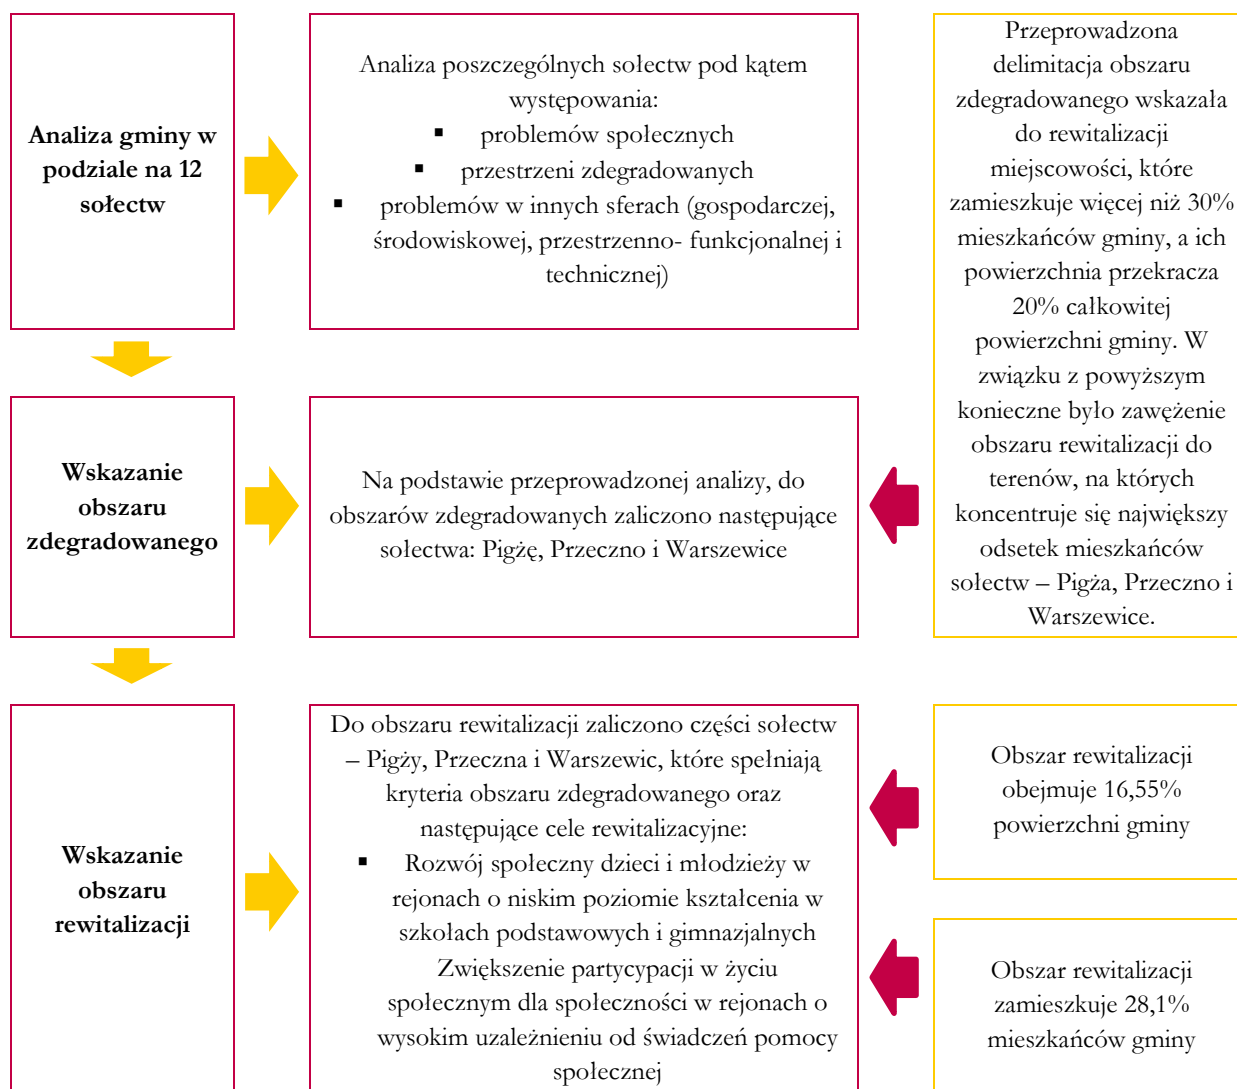 Analiza gminy w
podziale na 12
sołectw
Analiza poszczególnych sołectw pod kątem
występowania:
▪ problemów społecznych
▪ przestrzeni zdegradowanych
▪ problemów w innych sferach (gospodarczej,
środowiskowej, przestrzenno- funkcjonalnej i
technicznej)
Przeprowadzona
delimitacja obszaru
zdegradowanego wskazała
do rewitalizacji
miejscowości, które
zamieszkuje więcej niż 30%
mieszkańców gminy, a ich
powierzchnia przekracza
20% całkowitej
powierzchni gminy. W
związku z powyższym
konieczne było zawężenie
obszaru rewitalizacji do
terenów, na których
koncentruje się największy
odsetek mieszkańców
sołectw – Pigża, Przeczno i
Warszewice.
Wskazanie
obszaru
zdegradowanego
Na podstawie przeprowadzonej analizy, do
obszarów zdegradowanych zaliczono następujące
sołectwa: Pigżę, Przeczno i Warszewice
Wskazanie
obszaru
rewitalizacji
Do obszaru rewitalizacji zaliczono części sołectw
– Pigży, Przeczna i Warszewic, które spełniają
kryteria obszaru zdegradowanego oraz
następujące cele rewitalizacyjne:
▪ Rozwój społeczny dzieci i młodzieży w
rejonach o niskim poziomie kształcenia w
szkołach podstawowych i gimnazjalnych
Zwiększenie partycypacji w życiu
społecznym dla społeczności w rejonach o
wysokim uzależnieniu od świadczeń pomocy
społecznej
Obszar rewitalizacji
obejmuje 16,55%
powierzchni gminy
Obszar rewitalizacji
zamieszkuje 28,1%
mieszkańców gminy